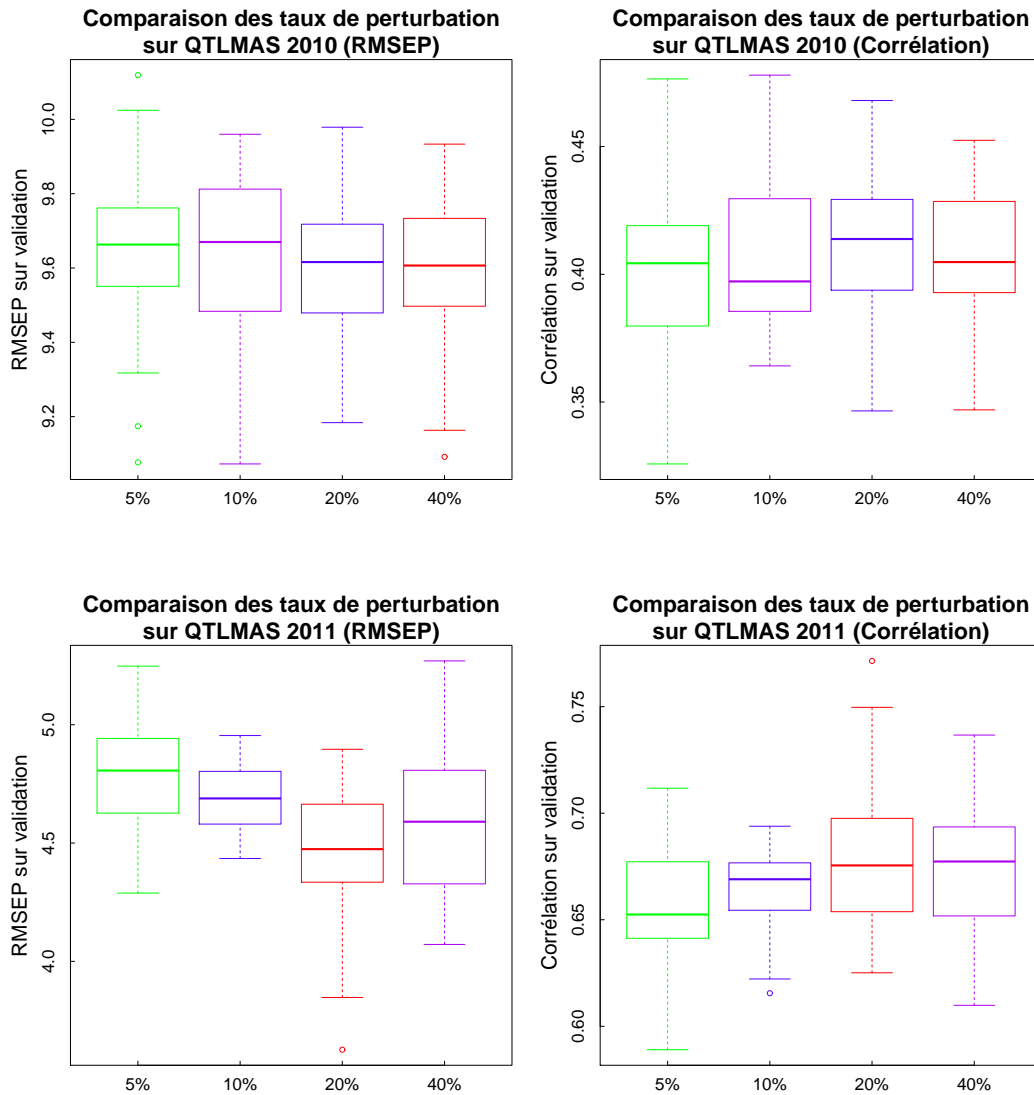 Comparaison des taux de perturbation
sur QTLMAS 2010 (RMSEP)
RMSEP sur validation
10.0
9.8
9.6
9.4
9.2
5% 10% 20% 40%
Comparaison des taux de perturbation
sur QTLMAS 2010 (Corrélation)
Corrélation sur validation
0.45
0.40
0.35
5% 10% 20% 40%
Comparaison des taux de perturbation
sur QTLMAS 2011 (RMSEP)
RMSEP sur validation
5.0
4.5
4.0
5% 10% 20% 40%
Comparaison des taux de perturbation
sur QTLMAS 2011 (Corrélation)
Corrélation sur validation
0.75
0.70
0.65
0.60
5% 10% 20% 40%